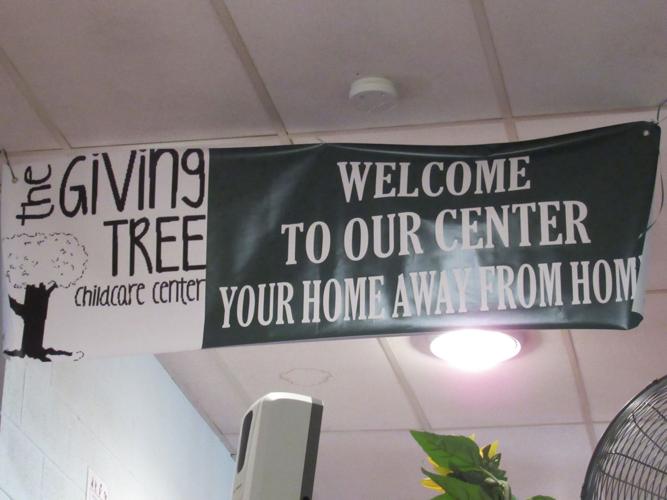 the GiViNg
TREE
childcare center
WELCOME
TO OUR CENTER
YOUR HOME AWAY FROM HOM